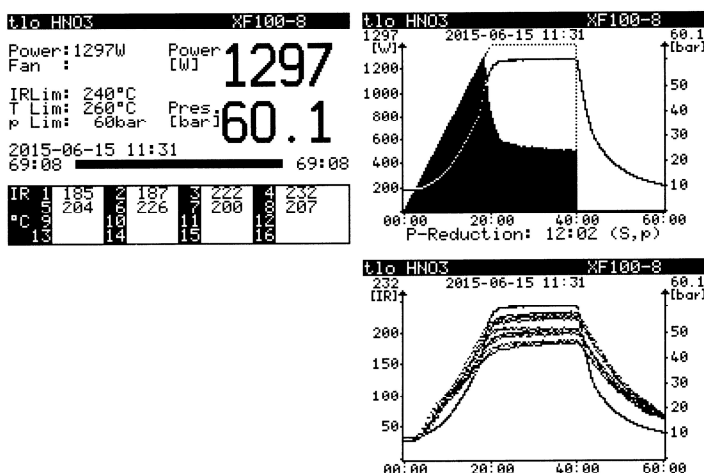 tlo HNO3 XF100-8
Power:1297W
Fan :
Power [W] 1297
IRLim: 240°C
T Lim: 260°C
p Lim: 60bar
Pres. [bar] 60.1
2015-06-15 11:31
69:08 69:08
IR 1 185 2 187 3 222 4 232
5 204 6 226 7 200 8 207
°C 9 10 11 12
13 14 15 16
tlo HNO3 XF100-8
1297 2015-06-15 11:31 60.1
[W] [bar]
1200
1000
800
600
400
200
50
40
30
20
10
00:00 20:00 40:00 60:00
P-Reduction: 12:02 (S,p)
tlo HNO3 XF100-8
232 2015-06-15 11:31 60.1
[IR] [bar]
200
150
100
50
50
40
30
20
10
00:00 20:00 40:00 60:00